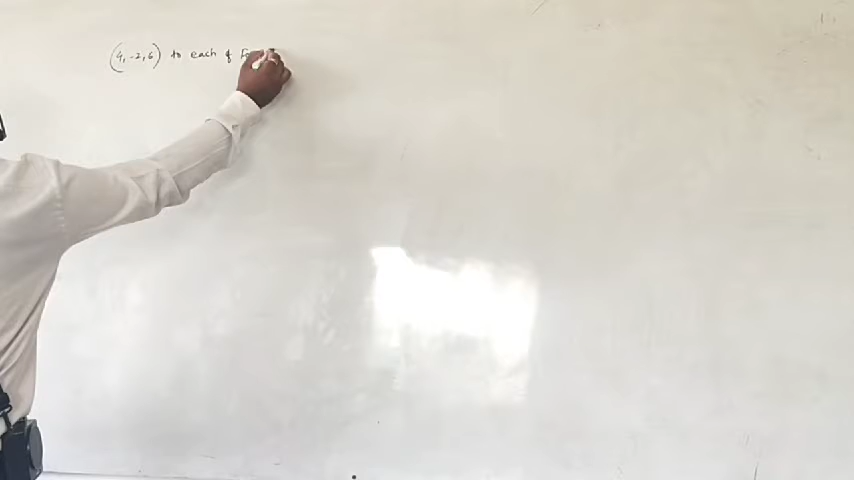 (4, -2, 6) to each of